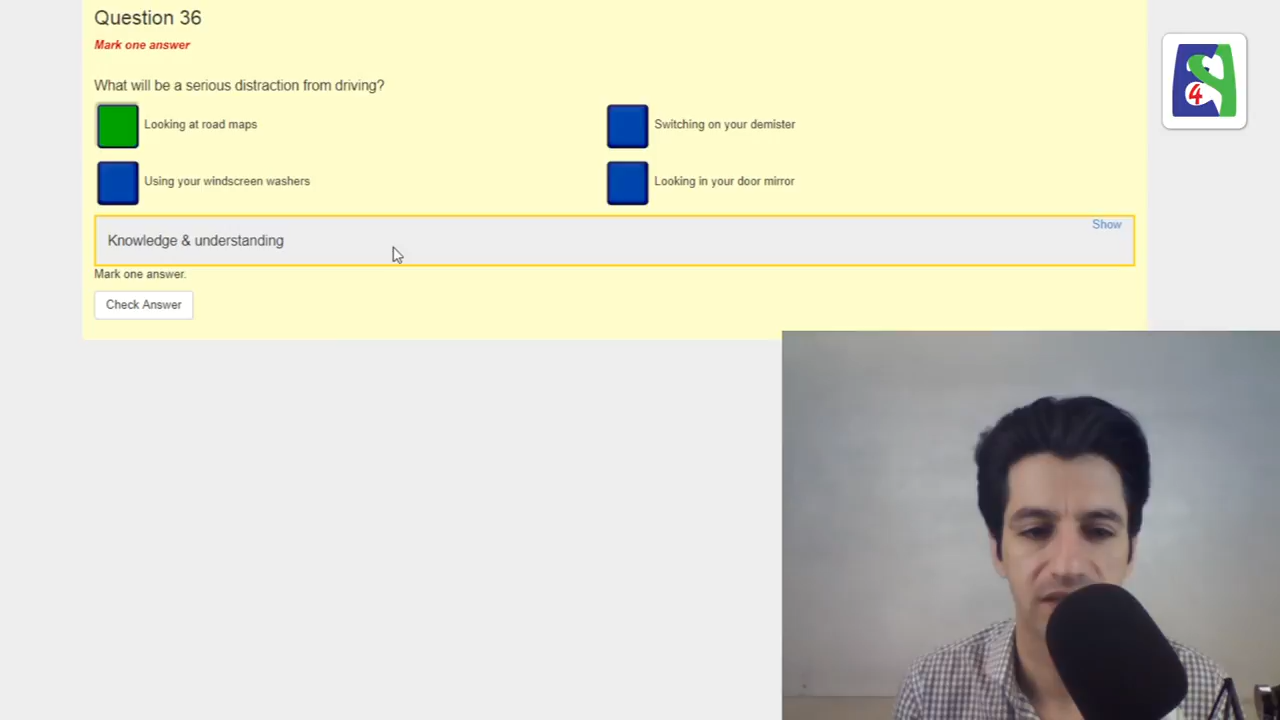 Question 36
Mark one answer
What will be a serious distraction from driving?
Looking at road maps
Switching on your demister
Using your windscreen washers
Looking in your door mirror
Show
Knowledge & understanding
Mark one answer.
Check Answer
4